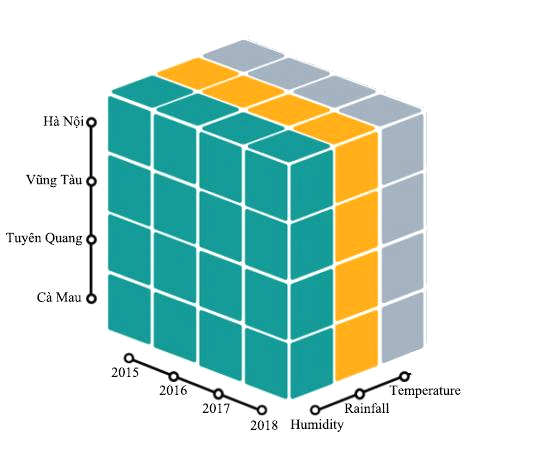 Hà Nội
Vũng Tàu
Tuyên Quang
Cà Mau
2015
2016
2017
2018
Humidity
Rainfall
Temperature